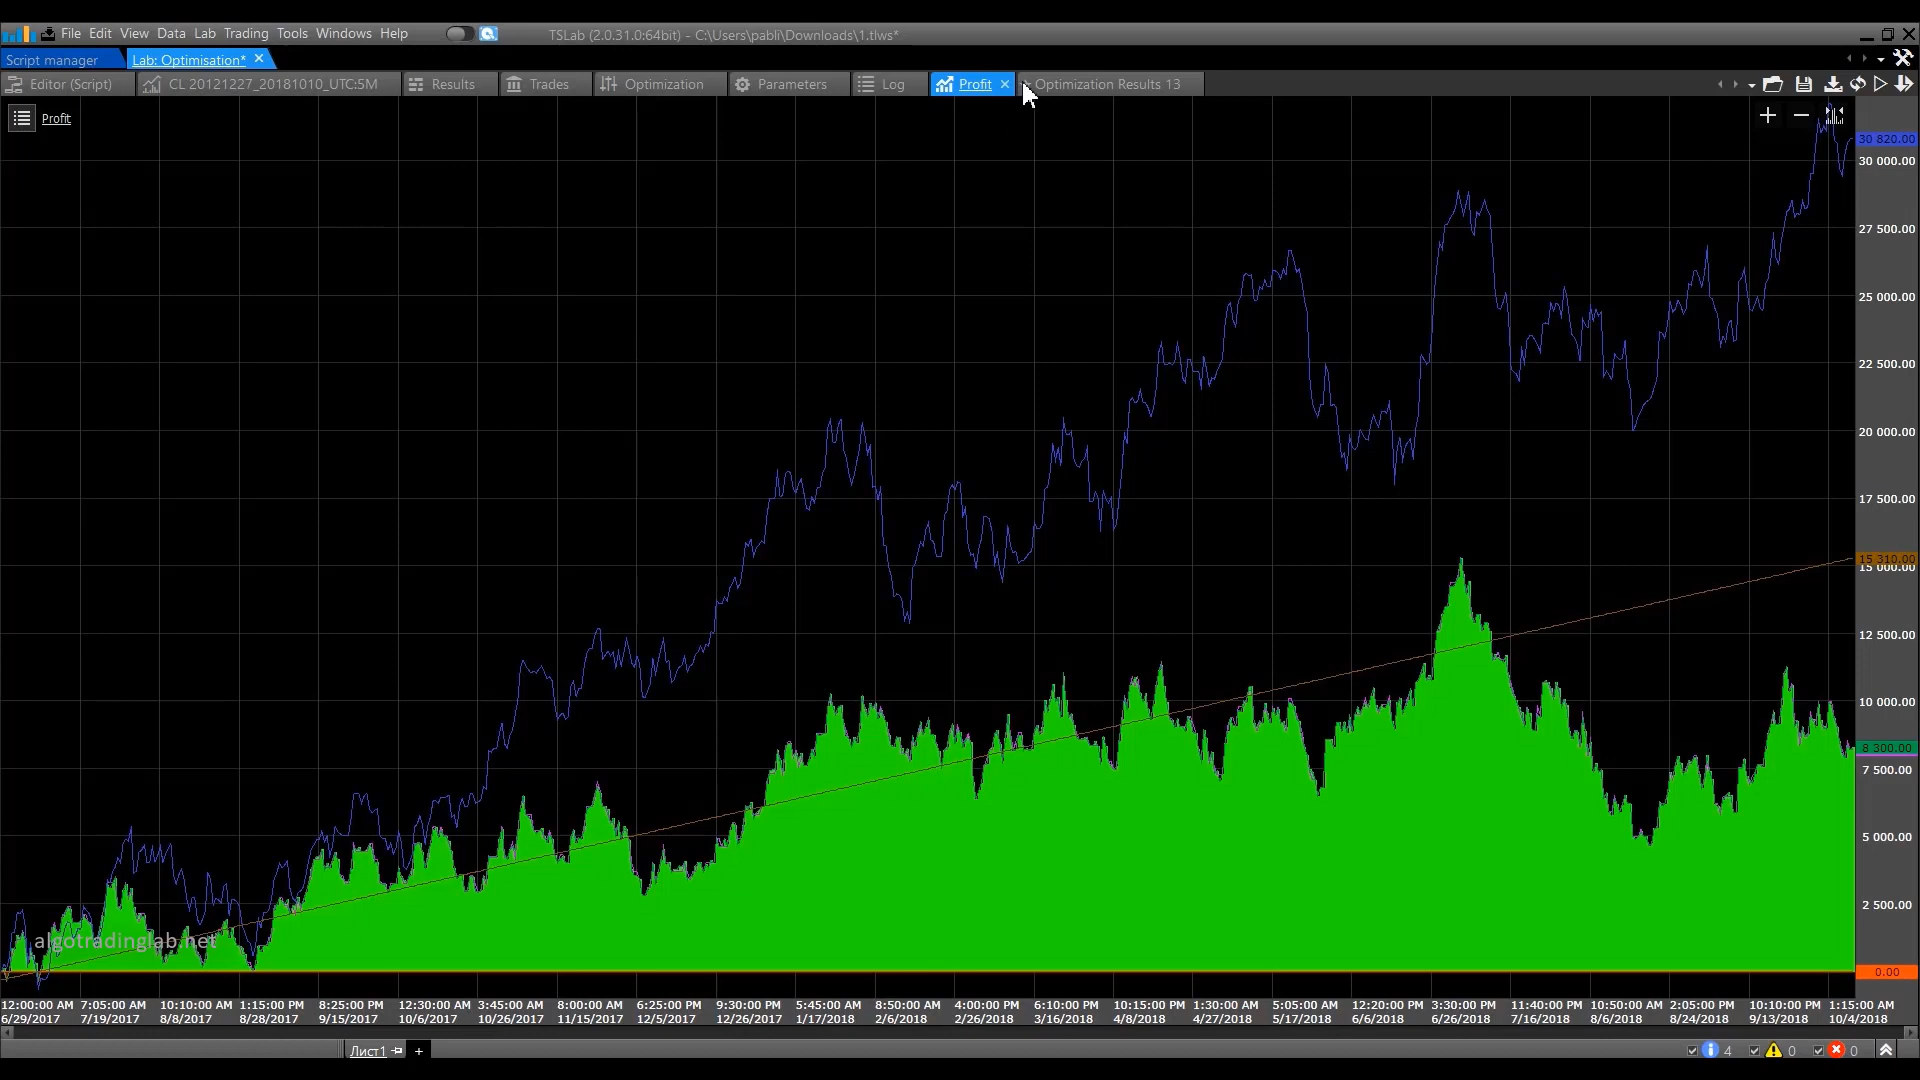 File Edit View Data Lab Trading Tools Windows Help
TSLab (2.0.31.0:64bit) - C:\Users\pabli\Downloads\1.tlws*
Script manager
Lab: Optimisation*
Editor (Script)
CL 20121227_20181010_UTC:5M
Results
Trades
Optimization
Parameters
Log
Profit
Optimization Results 13
Profit
30 820.00
30 000.00
27 500.00
25 000.00
22 500.00
20 000.00
17 500.00
15 310.00
15 000.00
12 500.00
10 000.00
8 300.00
7 500.00
5 000.00
2 500.00
0.00
algotradinglab.net
12:00:00 AM 7:05:00 AM 10:10:00 AM 1:15:00 PM 8:25:00 PM 12:30:00 AM 3:45:00 AM 8:00:00 AM 6:25:00 PM 9:30:00 PM 5:45:00 AM 8:50:00 AM 4:00:00 PM 6:10:00 PM 10:15:00 PM 1:30:00 AM 5:05:00 AM 12:20:00 PM 3:30:00 PM 11:40:00 PM 10:50:00 AM 2:05:00 PM 10:10:00 PM 1:15:00 AM
6/29/2017 7/19/2017 8/8/2017 8/28/2017 9/15/2017 10/6/2017 10/26/2017 11/15/2017 12/5/2017 12/26/2017 1/17/2018 2/6/2018 2/26/2018 3/16/2018 4/8/2018 4/27/2018 5/17/2018 6/6/2018 6/26/2018 7/16/2018 8/6/2018 8/24/2018 9/13/2018 10/4/2018
Лист1
4 0 0